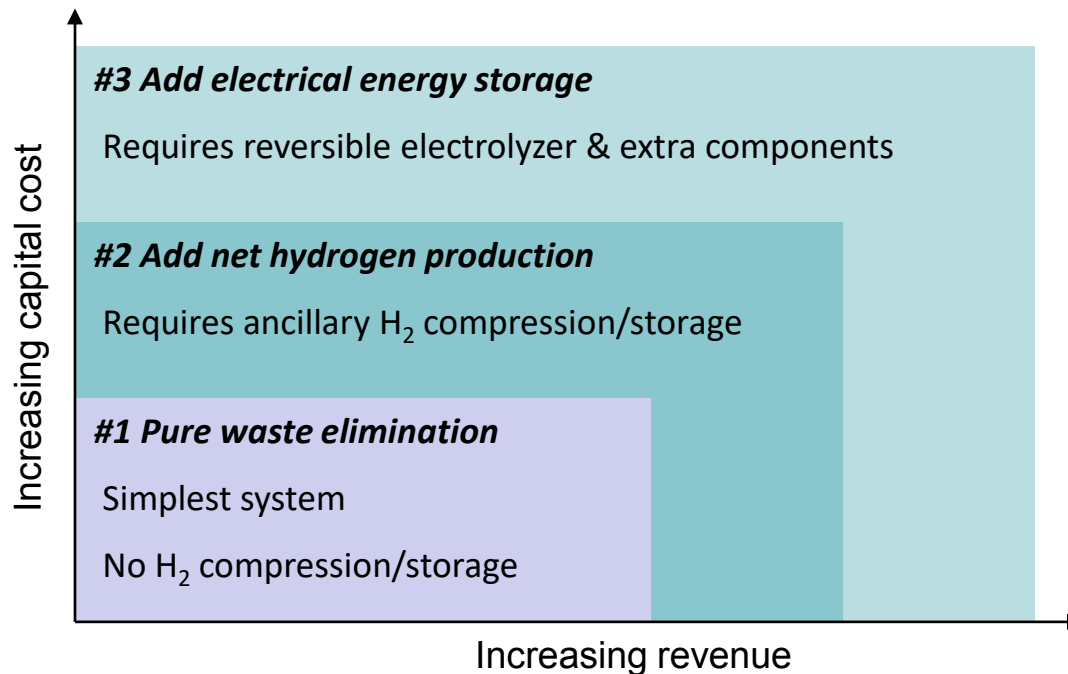 Increasing capital cost
#3 Add electrical energy storage
Requires reversible electrolyzer & extra components
#2 Add net hydrogen production
Requires ancillary H₂ compression/storage
#1 Pure waste elimination
Simplest system
No H₂ compression/storage
Increasing revenue